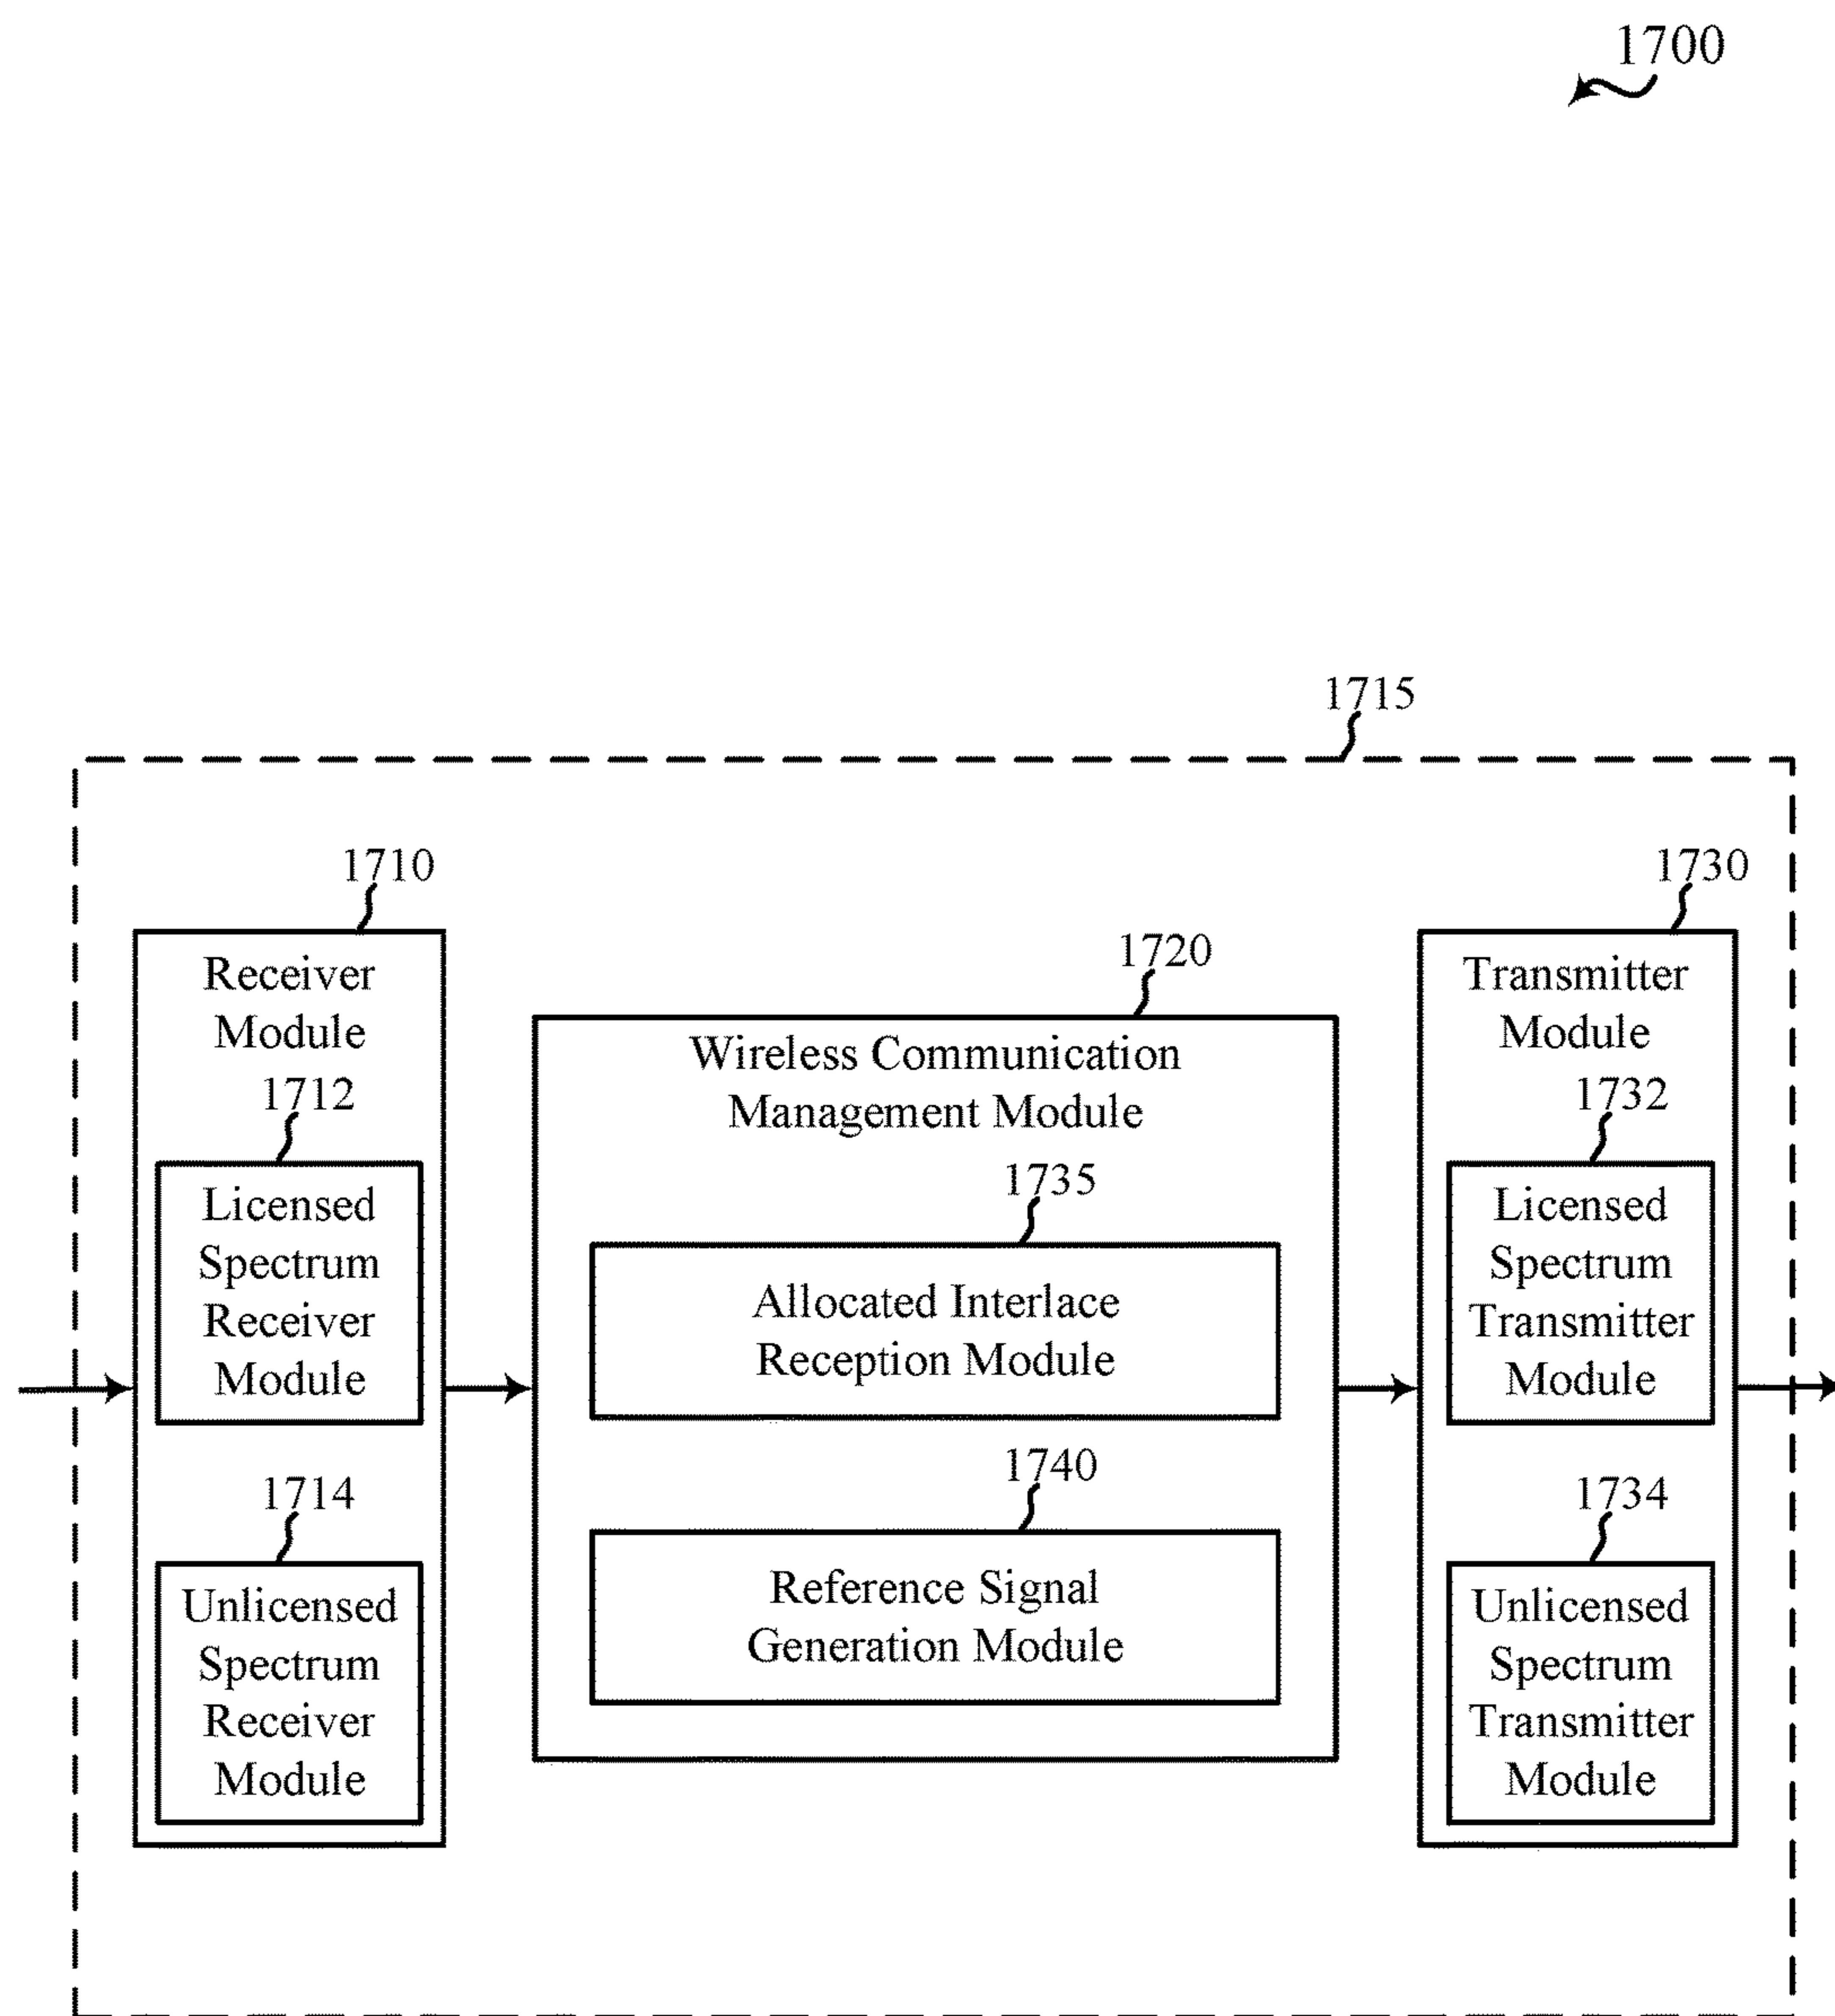 1700
1715
1710
Receiver
Module
1712
Licensed
Spectrum
Receiver
Module
1714
Unlicensed
Spectrum
Receiver
Module
1720
Wireless Communication
Management Module
1735
Allocated Interlace
Reception Module
1740
Reference Signal
Generation Module
1730
Transmitter
Module
1732
Licensed
Spectrum
Transmitter
Module
1734
Unlicensed
Spectrum
Transmitter
Module